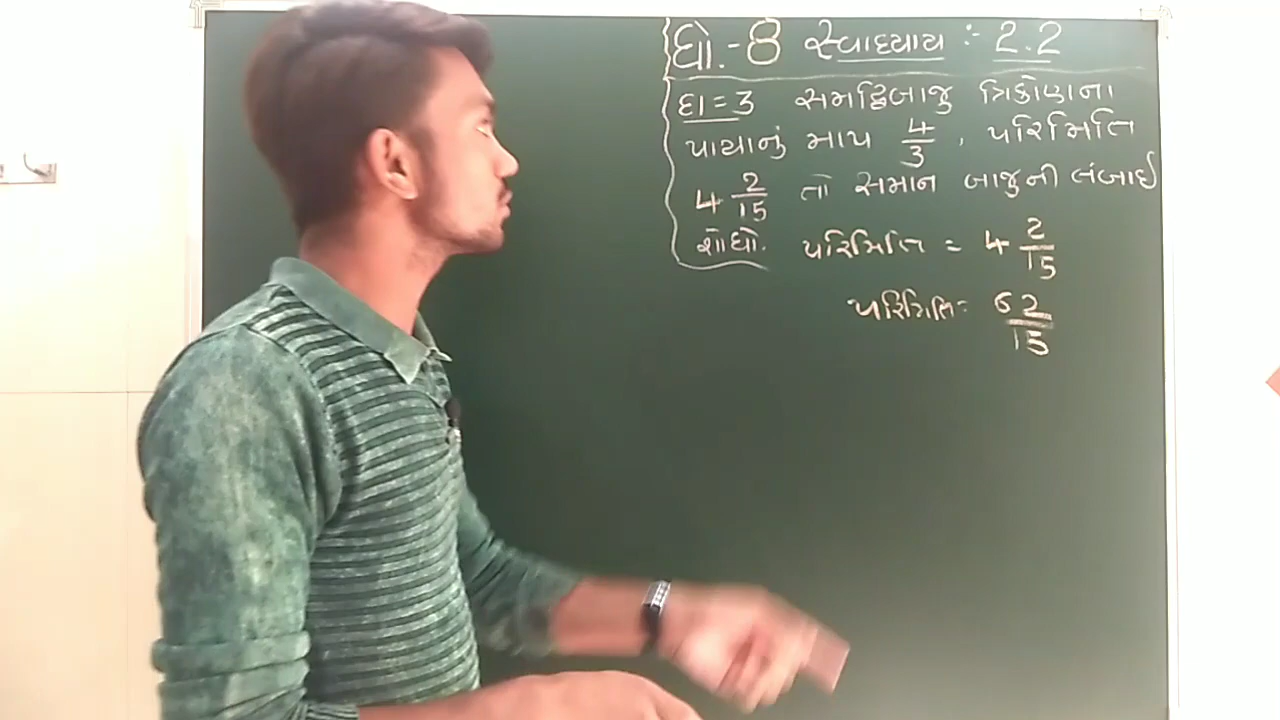 ધો.-8 સ્વાધ્યાય :- 2.2
દા = 3 સમદ્વિબાજુ ત્રિકોણના
પાયાનું માપ 4/3 , પરિમિતિ
4 2/15 તો સમાન બાજુની લંબાઈ
શોધો.
પરિમિતિ = 4 2/15
પરિમિતિ = 62/15